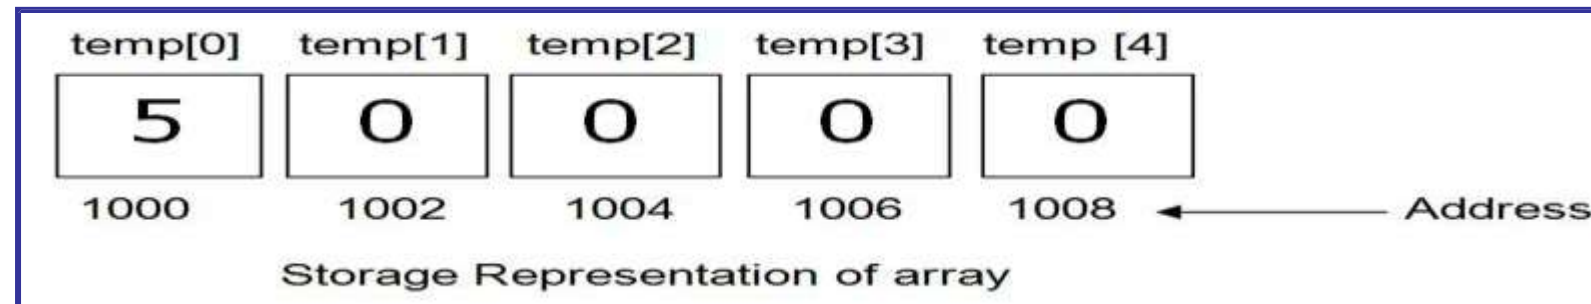 temp[0] temp[1] temp[2] temp[3] temp [4]
5 0 0 0 0
1000 1002 1004 1006 1008 Address
Storage Representation of array